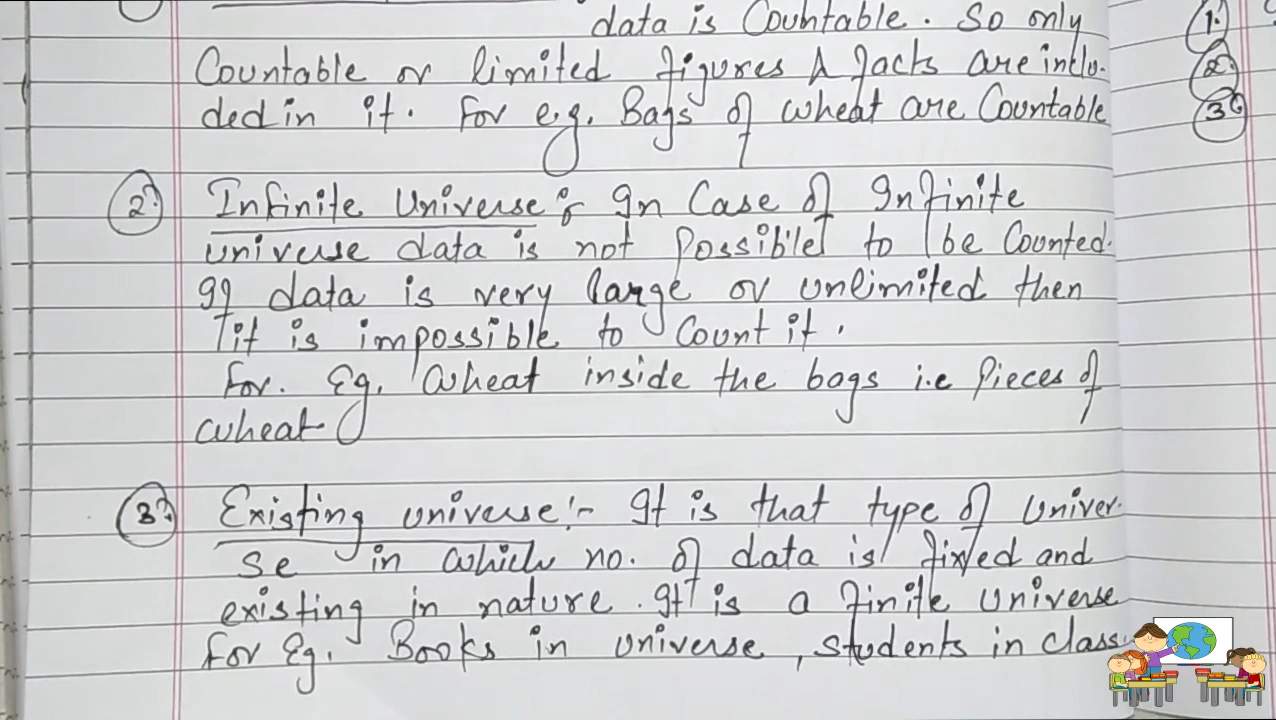 data is Countable. So only
Countable or limited figures & facts are inclu-
ded in it. For e.g. Bags of wheat are Countable
2. Infinite Universe :- In Case of Infinite
universe data is not Possible to be Counted.
If data is very large or unlimited then
it is impossible to Count it.
For. Eg. Wheat inside the bags i.e Pieces of
wheat
3. Existing universe :- It is that type of Univer-
se in which no. of data is fixed and
existing in nature. It is a finite Universe
For Eg. Books in universe, students in class.
1.
2.
3.